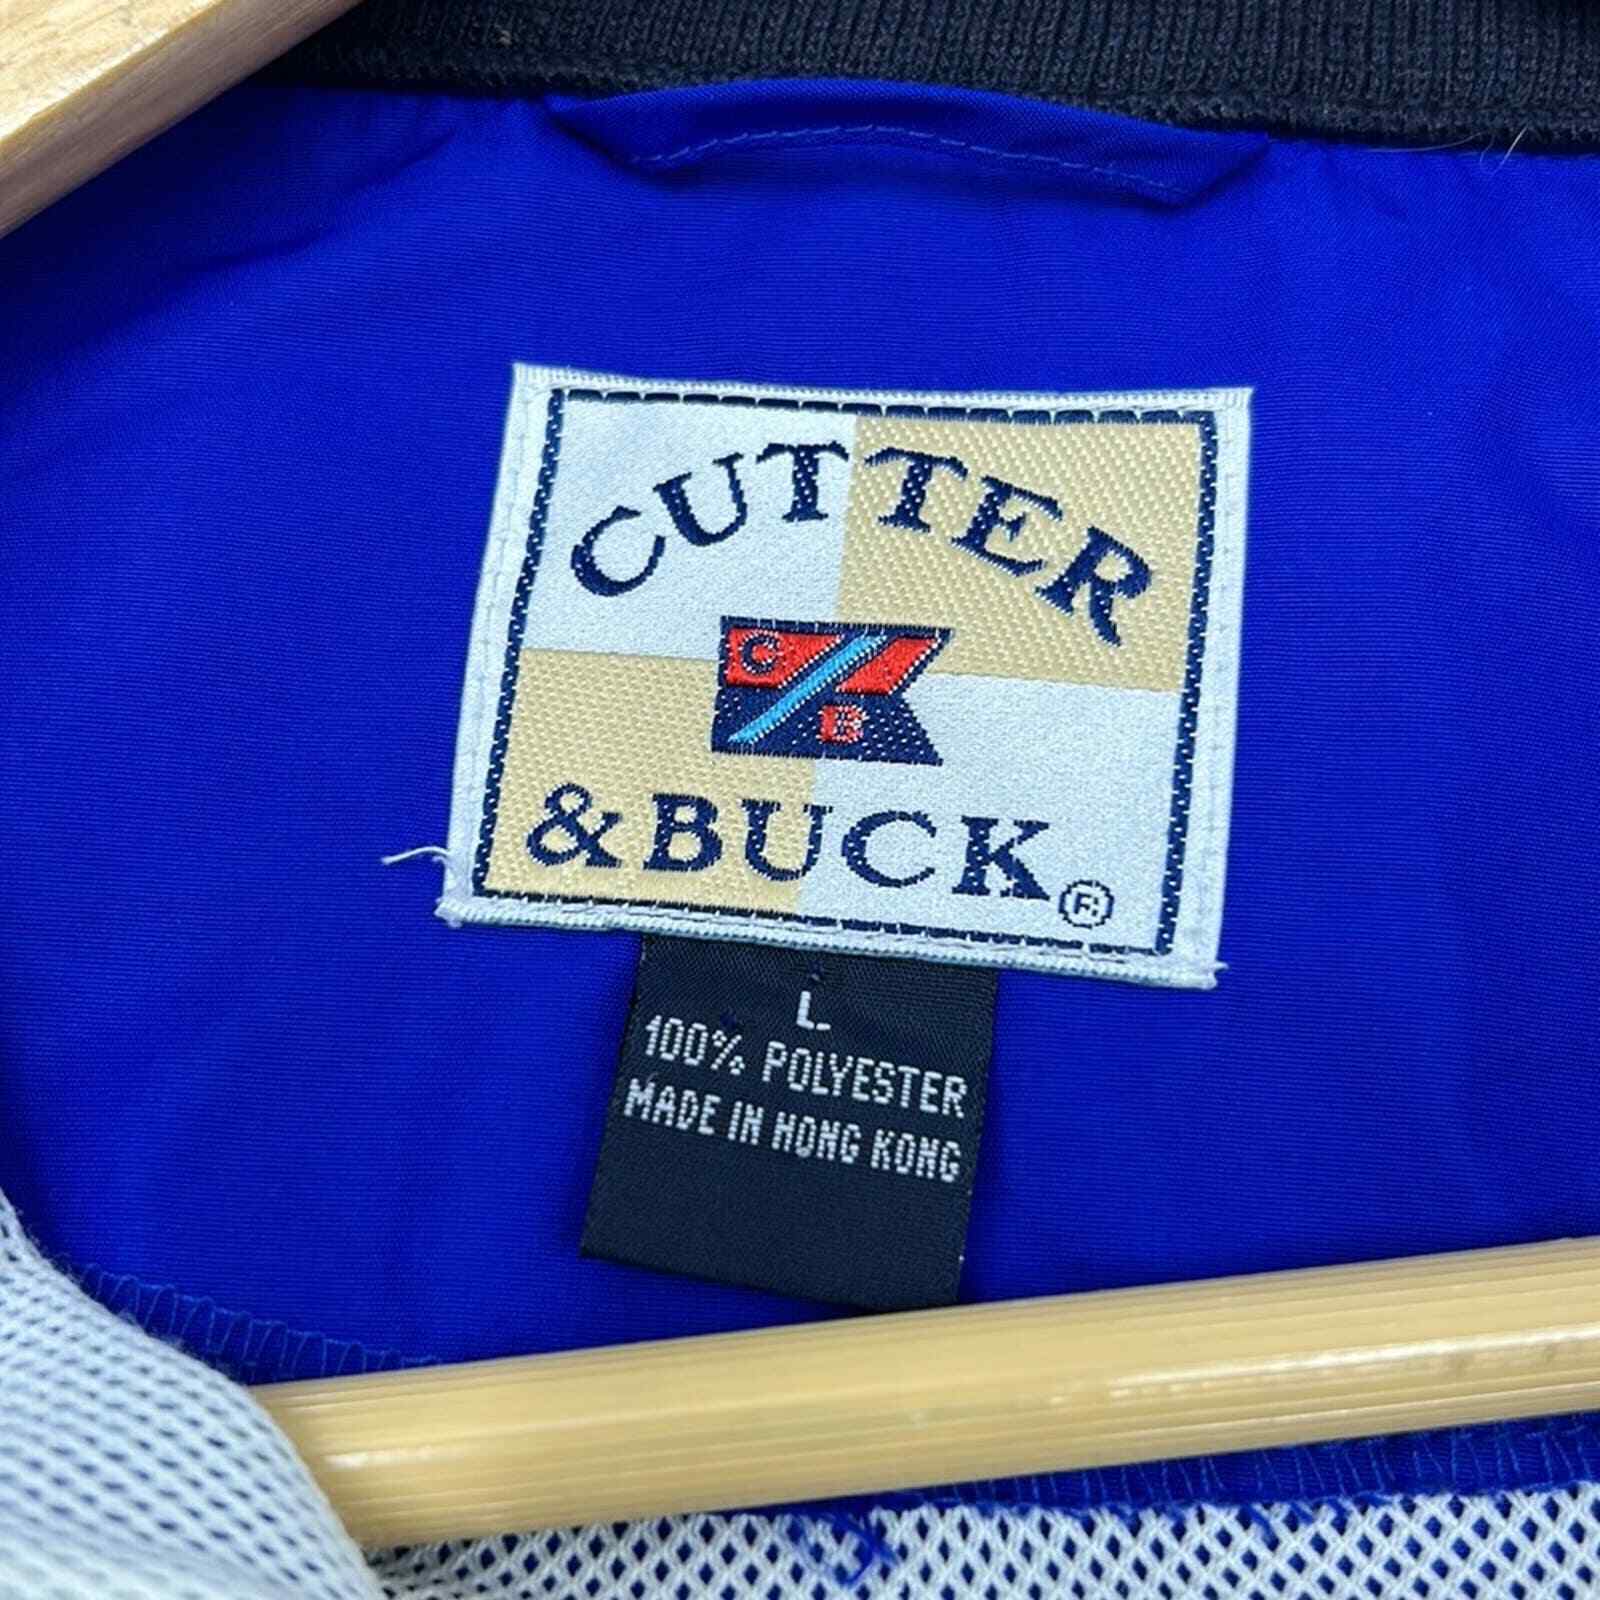 CUTTER
C
B
& BUCK ®
L
100% POLYESTER
MADE IN HONG KONG